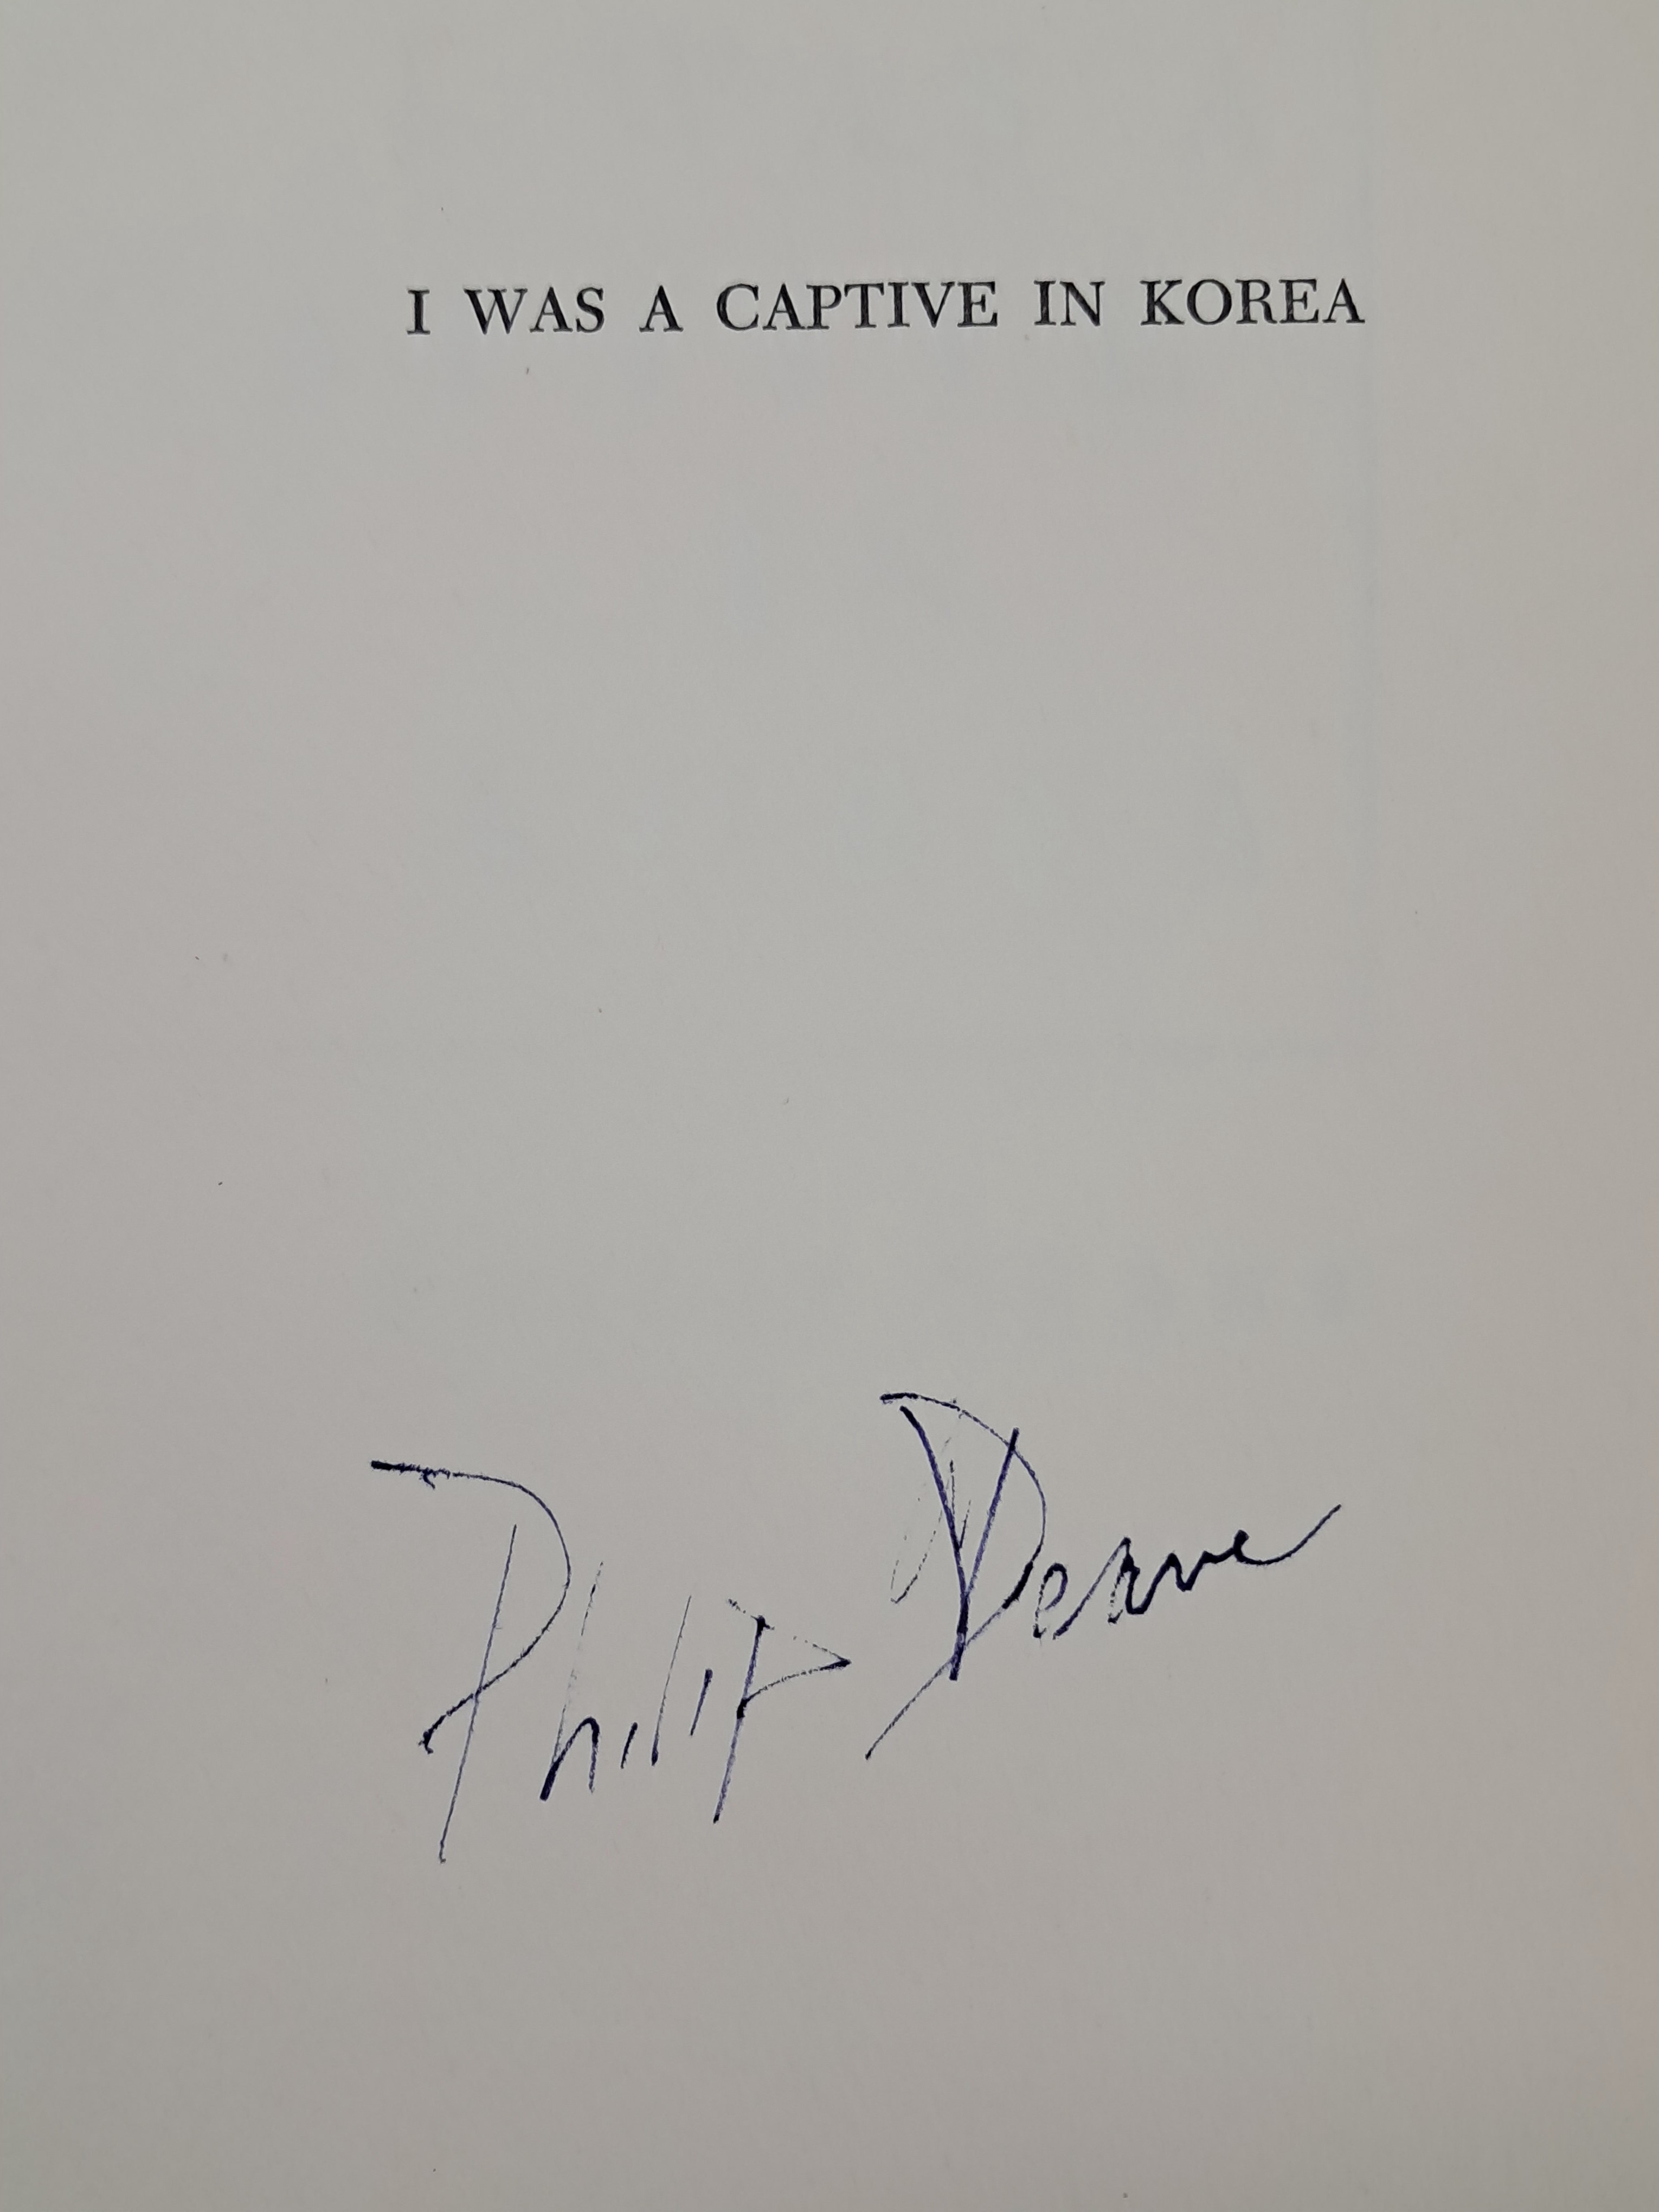 I WAS A CAPTIVE IN KOREA
Philip Deane